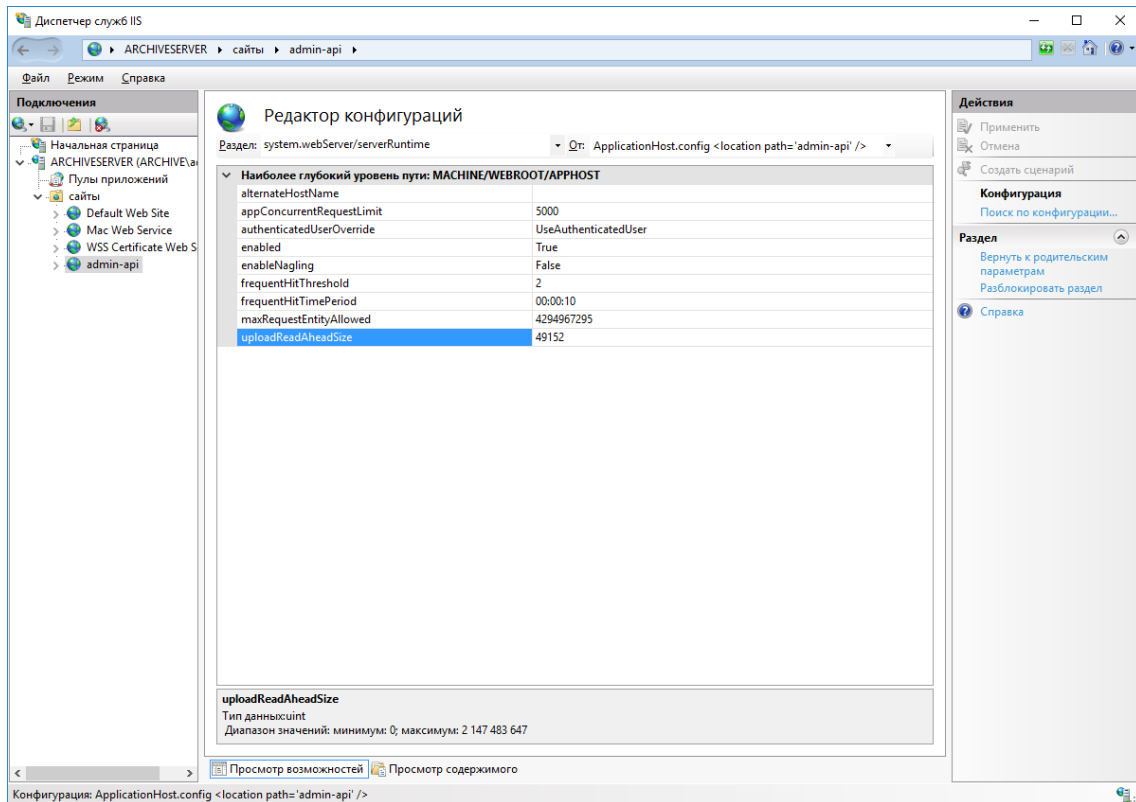 Диспетчер служб IIS
ARCHIVESERVER ▸ сайты ▸ admin-api ▸
Файл Режим Справка
Подключения
Начальная страница
ARCHIVESERVER (ARCHIVE\a
Пулы приложений
сайты
Default Web Site
Mac Web Service
WSS Certificate Web S
admin-api
Редактор конфигураций
Раздел: system.webServer/serverRuntime От: ApplicationHost.config <location path='admin-api' />
Наиболее глубокий уровень пути: MACHINE/WEBROOT/APPHOST
alternateHostName
appConcurrentRequestLimit 5000
authenticatedUserOverride UseAuthenticatedUser
enabled True
enableNagling False
frequentHitThreshold 2
frequentHitTimePeriod 00:00:10
maxRequestEntityAllowed 4294967295
uploadReadAheadSize 49152
uploadReadAheadSize
Тип данных:uint
Диапазон значений: минимум: 0; максимум: 2 147 483 647
Просмотр возможностей Просмотр содержимого
Действия
Применить
Отмена
Создать сценарий
Конфигурация
Поиск по конфигурации...
Раздел
Вернуть к родительским
параметрам
Разблокировать раздел
Справка
Конфигурация: ApplicationHost.config <location path='admin-api' />